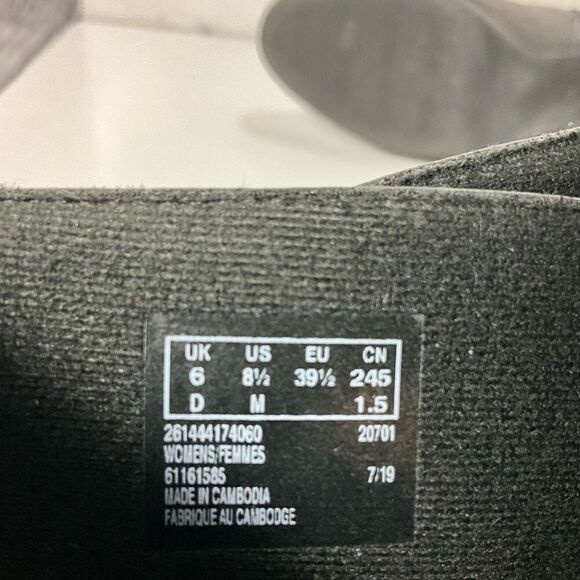 UK US EU CN
6 8½ 39½ 245
D M 1.5
261444174060 20701
WOMENS/FEMMES
61161585 7/19
MADE IN CAMBODIA
FABRIQUE AU CAMBODGE